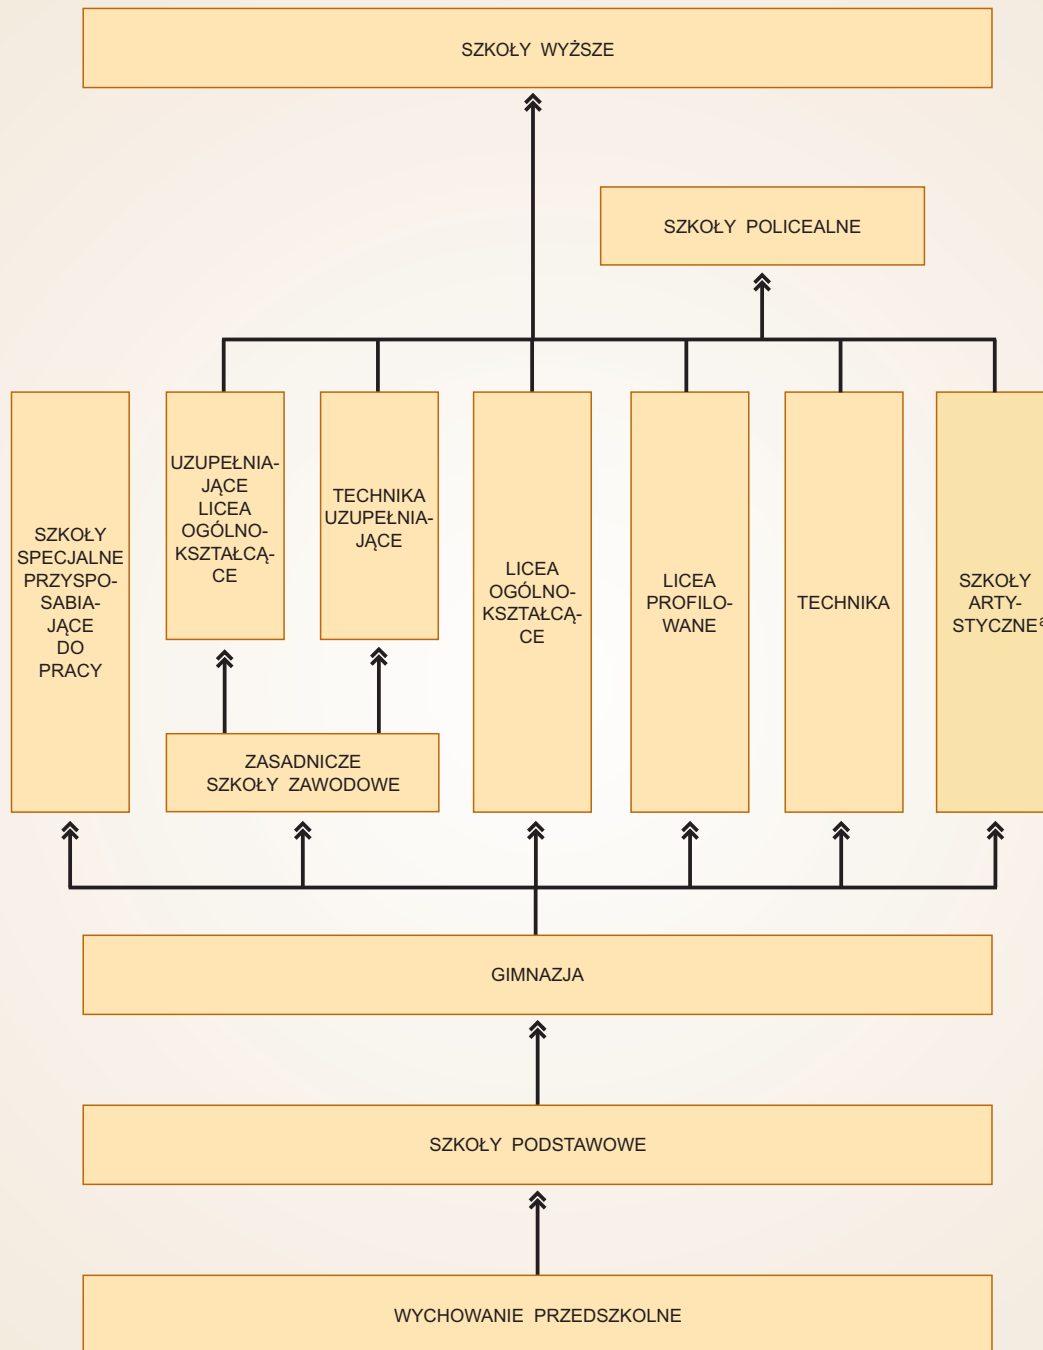 SZKOŁY WYŻSZE
SZKOŁY POLICEALNE
SZKOŁY
SPECJALNE
PRZYSPO-
SABIA-
JĄCE
DO
PRACY
UZUPEŁNIA-
JĄCE
LICEA
OGÓLNO-
KSZTAŁCĄ-
CE
TECHNIKA
UZUPEŁNIA-
JĄCE
LICEA
OGÓLNO-
KSZTAŁCĄ-
CE
LICEA
PROFILO-
WANE
TECHNIKA
SZKOŁY
ARTY-
STYCZNEª
ZASADNICZE
SZKOŁY ZAWODOWE
GIMNAZJA
SZKOŁY PODSTAWOWE
WYCHOWANIE PRZEDSZKOLNE